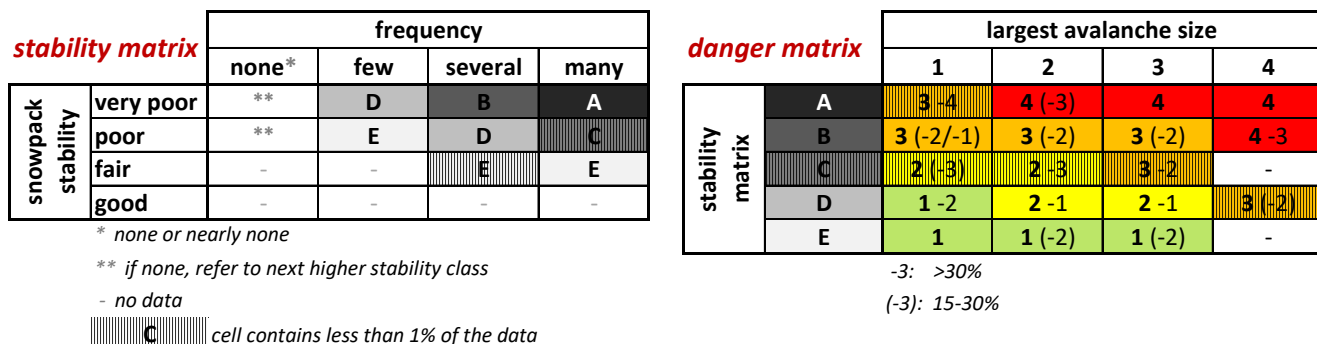 stability matrix
frequency
none* few several many
snowpack stability
very poor ** D B A
poor ** E D C
fair - - E E
good - - - -
* none or nearly none
** if none, refer to next higher stability class
- no data
C cell contains less than 1% of the data
danger matrix
largest avalanche size
1 2 3 4
stability matrix
A 3 -4 4 (-3) 4 4
B 3 (-2/-1) 3 (-2) 3 (-2) 4 -3
C 2 (-3) 2 -3 3 -2 -
D 1 -2 2 -1 2 -1 3 (-2)
E 1 1 (-2) 1 (-2) -
-3: >30%
(-3): 15-30%